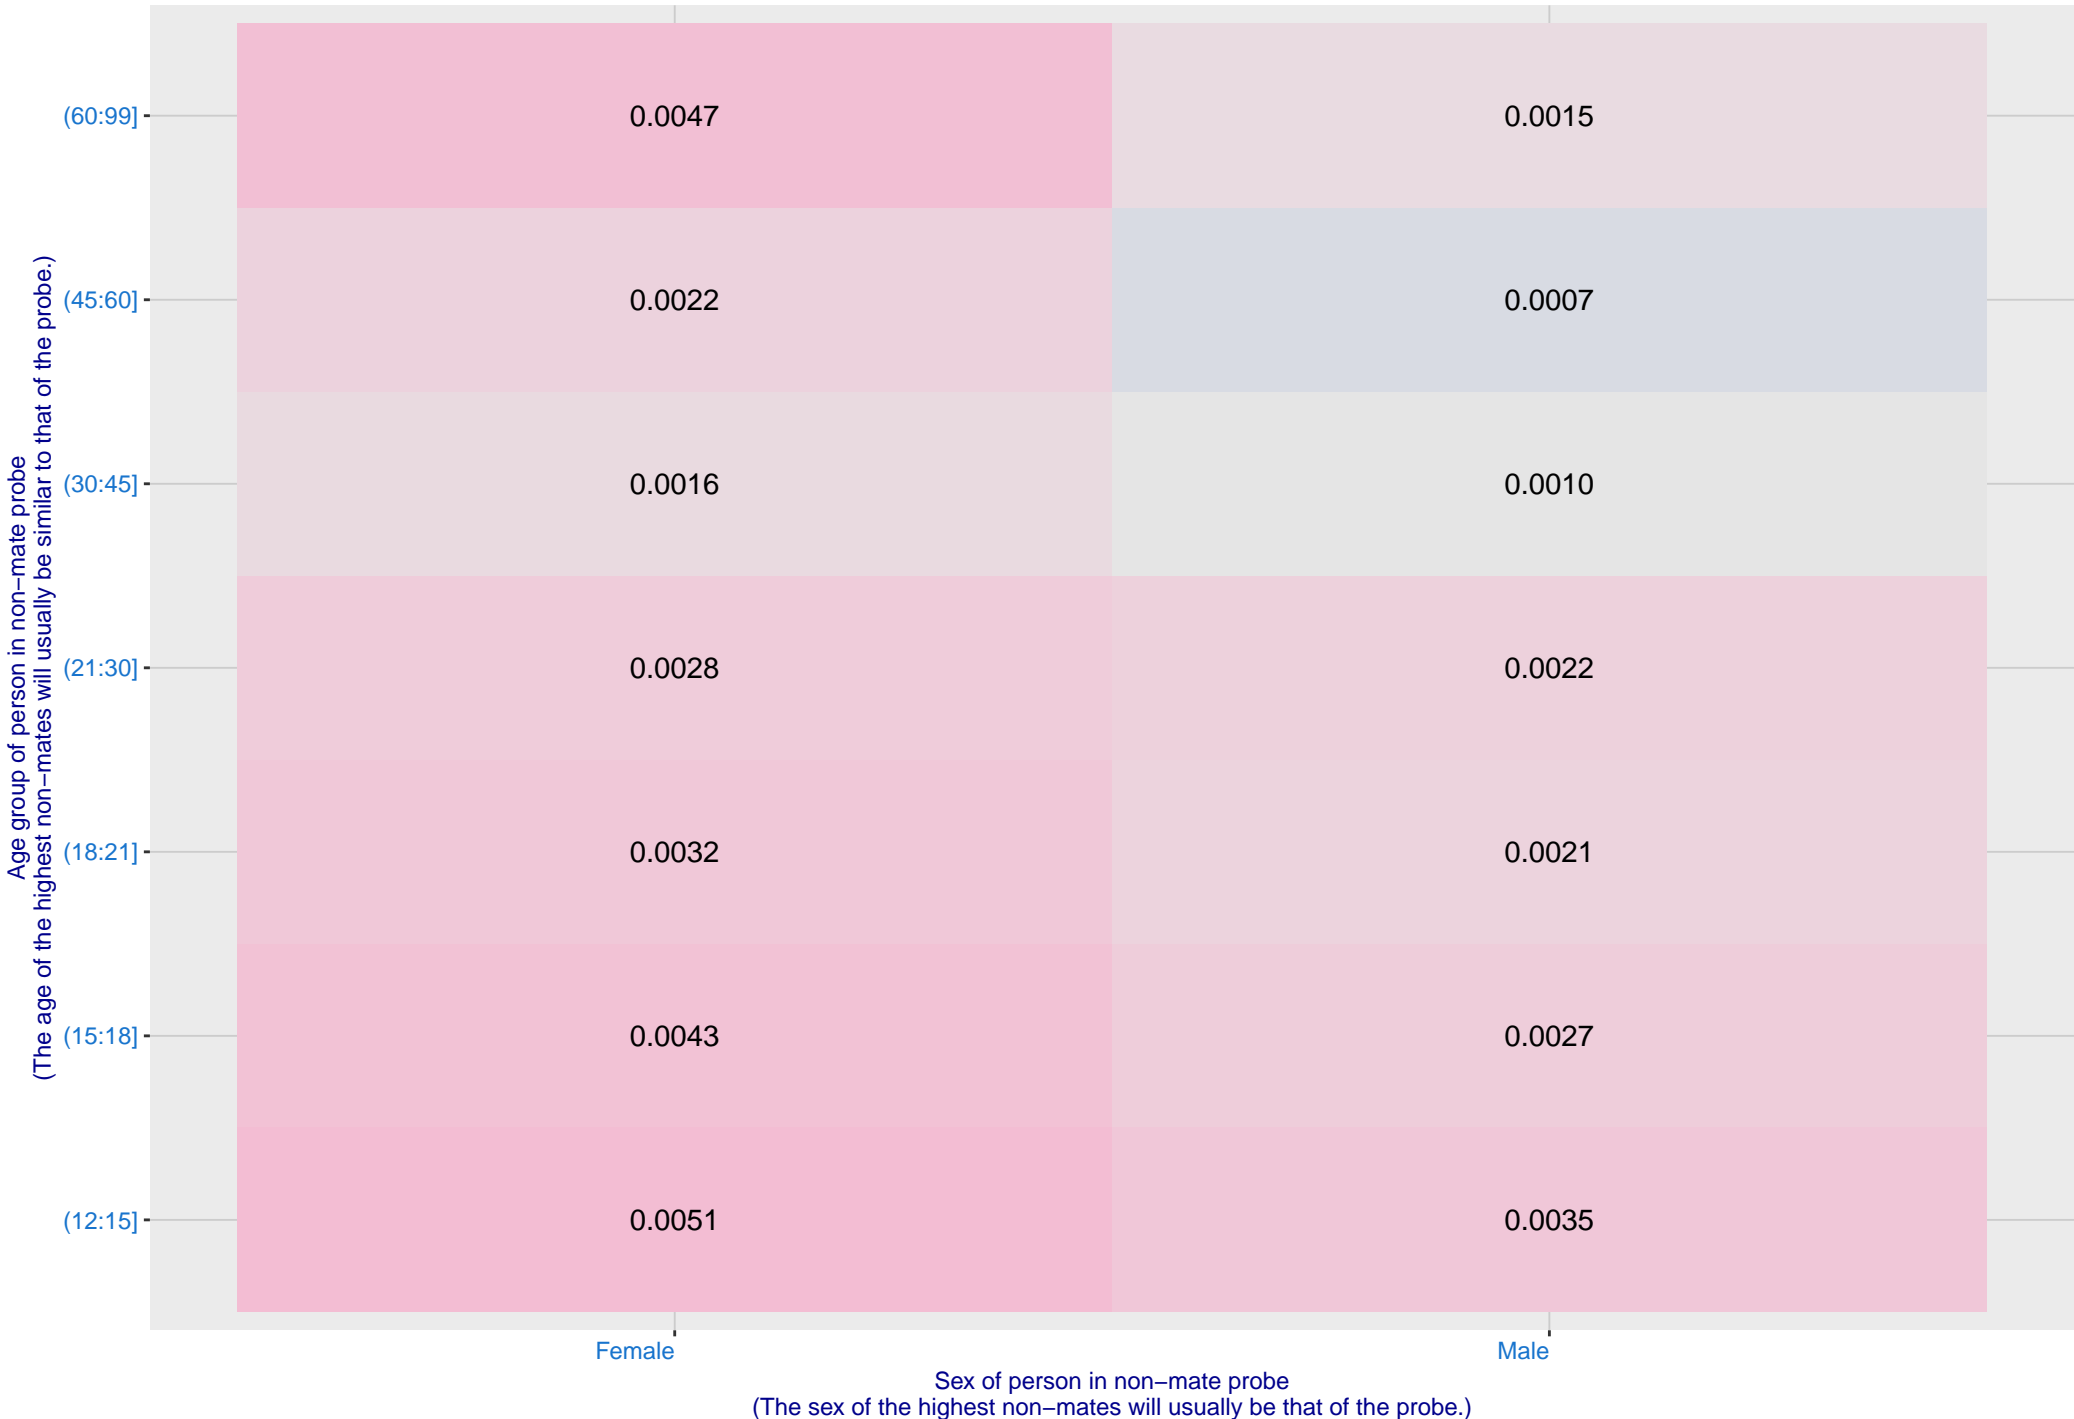 Age group of person in non−mate probe
(The age of the highest non−mates will usually be similar to that of the probe.)
(60:99] 0.0047 0.0015
(45:60] 0.0022 0.0007
(30:45] 0.0016 0.0010
(21:30] 0.0028 0.0022
(18:21] 0.0032 0.0021
(15:18] 0.0043 0.0027
(12:15] 0.0051 0.0035
Female Male
Sex of person in non−mate probe
(The sex of the highest non−mates will usually be that of the probe.)